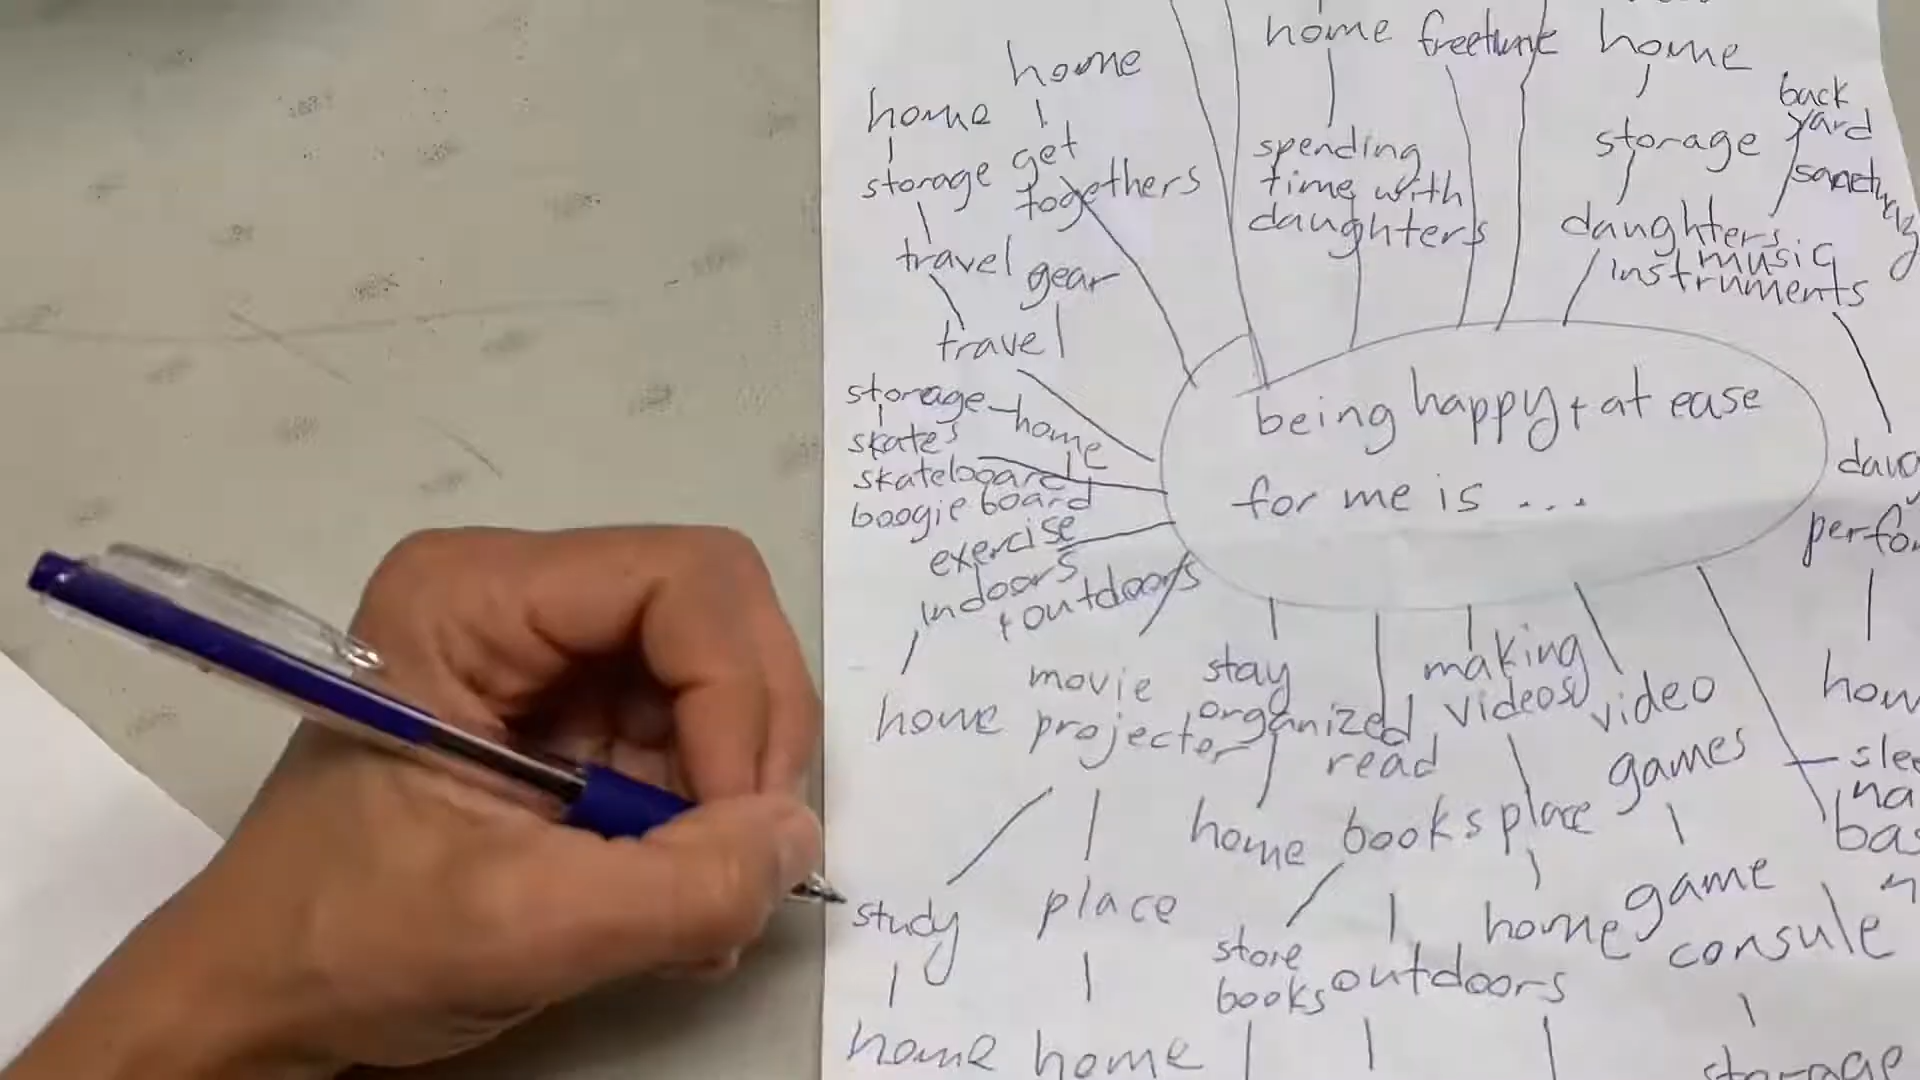 home
freetime
home
home
back
yard
home
get
togethers
spending
time with
daughters
storage
storage
daughters
music
instruments
travel gear
travel
storage
home
skates
skateboard
boogie board
exercise
indoors
+ outdoors
being happy + at ease
for me is ...
home
movie
projector
stay
organized
making
videos
video
games
read
books
home
place
study
place
store
books
outdoors
home
game
consule
home
home
storage